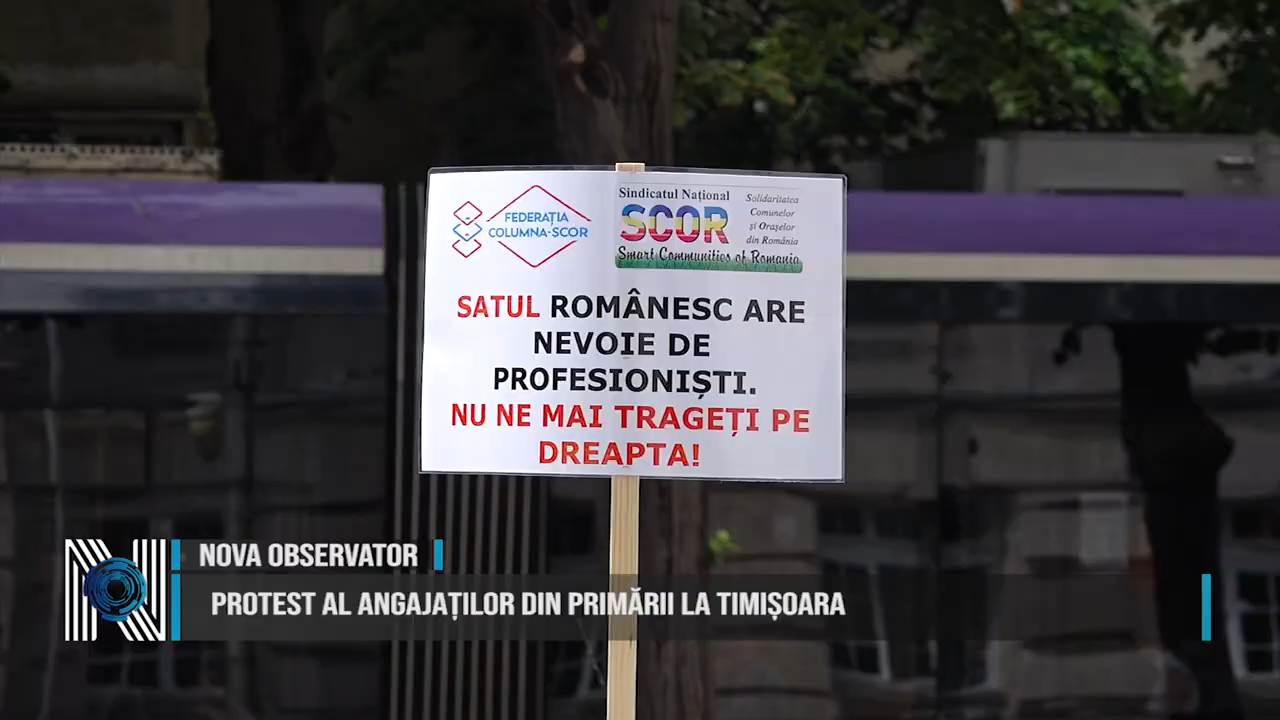 FEDERAȚIA
COLUMNA-SCOR
Sindicatul Național
SCOR
Smart Communities of Romania
Solidaritatea
Comunelor
și Orașelor
din România
SATUL ROMÂNESC ARE
NEVOIE DE
PROFESIONIȘTI.
NU NE MAI TRAGEȚI PE
DREAPTA!
NOVA OBSERVATOR
PROTEST AL ANGAJAȚILOR DIN PRIMĂRII LA TIMIȘOARA